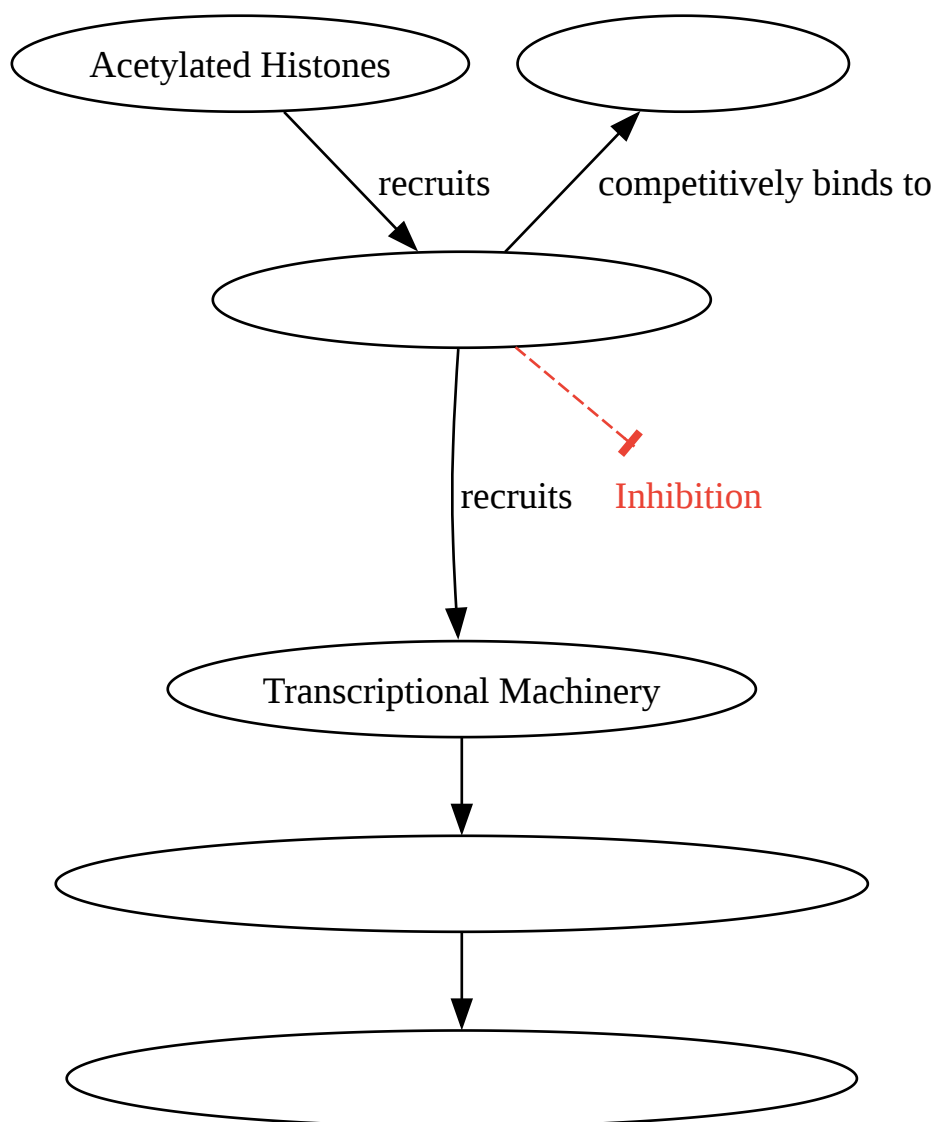 Acetylated Histones
recruits
competitively binds to
recruits
Inhibition
Transcriptional Machinery